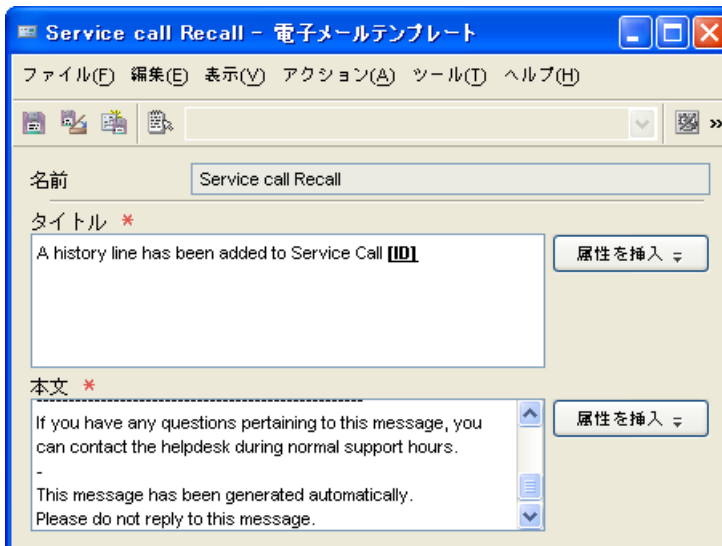 Service call Recall - 電子メールテンプレート
ファイル(F) 編集(E) 表示(V) アクション(A) ツール(T) ヘルプ(H)
»
名前 Service call Recall
タイトル *
A history line has been added to Service Call [ID]
属性を挿入
本文 *
属性を挿入
If you have any questions pertaining to this message, you
can contact the helpdesk during normal support hours.
-
This message has been generated automatically.
Please do not reply to this message.